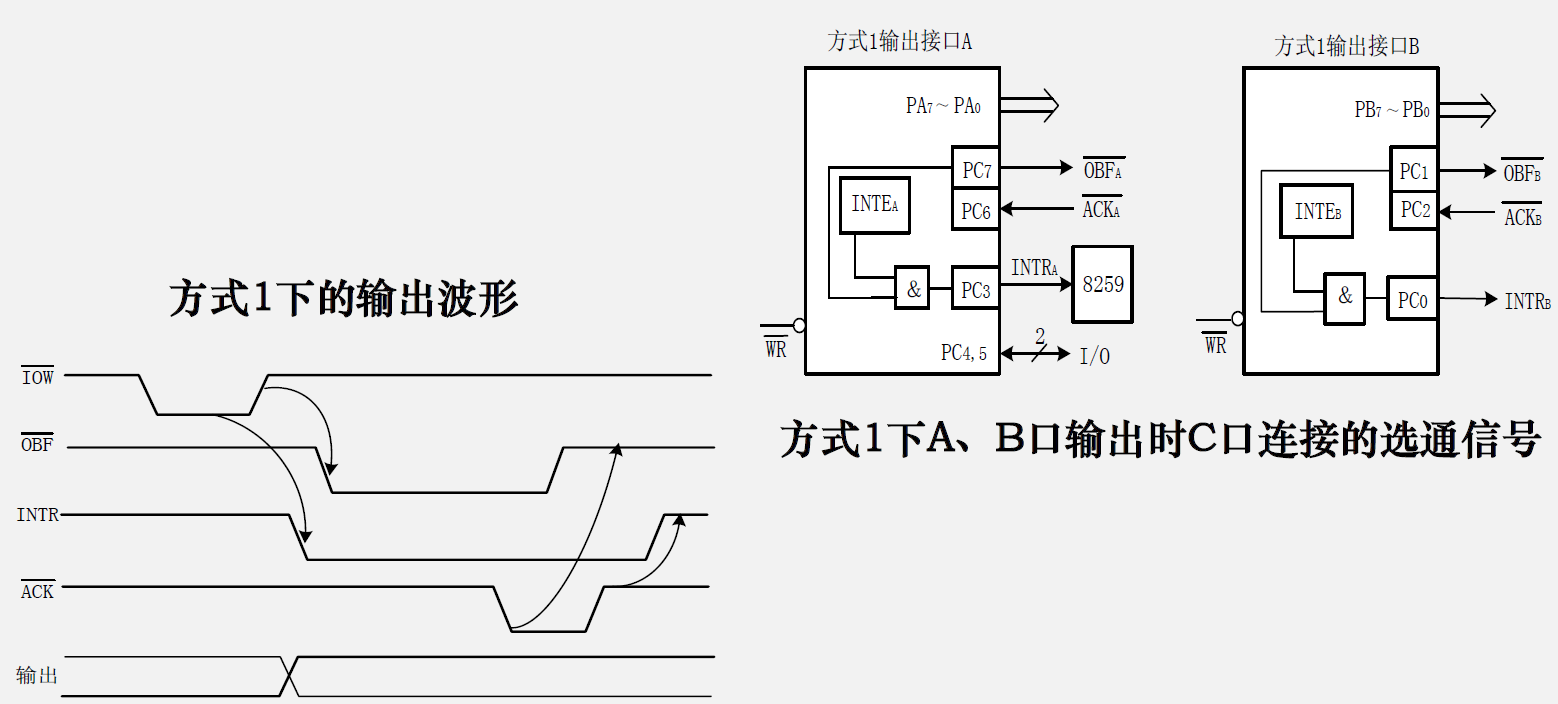 方式1下的输出波形
IOW
OBF
INTR
ACK
输出
方式1输出接口A
PA7～PA0
PC7
OBFA
INTEA
PC6
ACKA
INTRA
&
PC3
8259
WR
PC4,5
2
I/O
方式1输出接口B
PB7～PB0
PC1
OBFB
INTEB
PC2
ACKB
&
PC0
INTRB
WR
方式1下A、B口输出时C口连接的选通信号